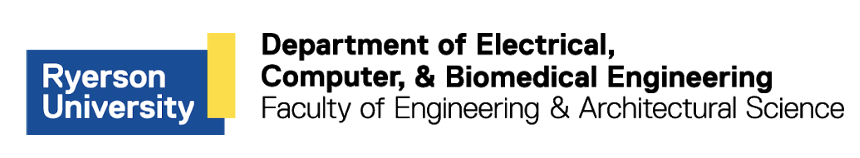 Ryerson
University
Department of Electrical,
Computer, & Biomedical Engineering
Faculty of Engineering & Architectural Science